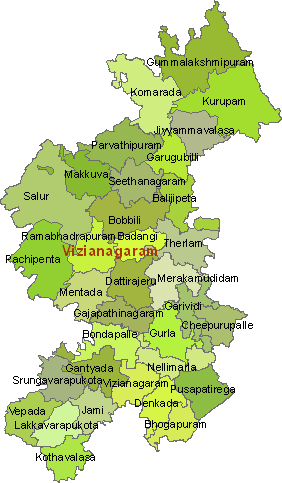 Gummalakshmipuram
Komarada
Kurupam
Jiyyammavalasa
Parvathipuram
Garugubilli
Makkuva
Seethanagaram
Salur
Balijipeta
Bobbili
Ramabhadrapuram
Badangi
Therlam
Vizianagaram
Pachipenta
Merakamudidam
Dattirajeru
Mentada
Garividi
Gajapathinagaram
Cheepurupalle
Bondapalle
Gurla
Gantyada
Nellimarla
Srungavarapukota
Vizianagaram
Pusapatirega
Denkada
Vepada
Jami
Lakkavarapukota
Bhogapuram
Kothavalasa